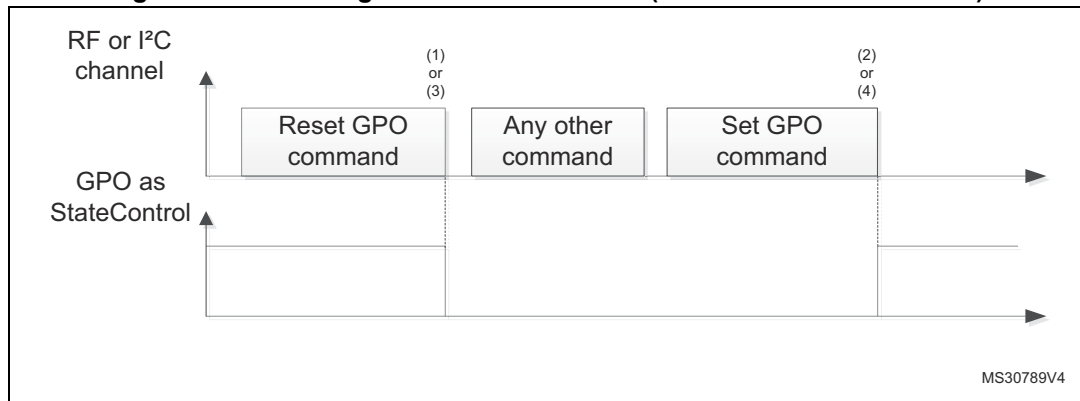 RF or I²C
channel
(1)
or
(3)
(2)
or
(4)
Reset GPO
command
Any other
command
Set GPO
command
GPO as
StateControl
MS30789V4